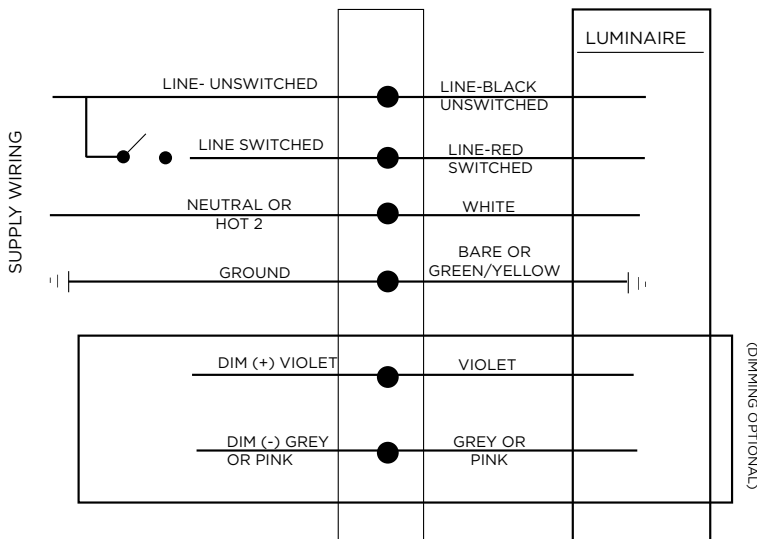 LUMINAIRE
LINE- UNSWITCHED
LINE-BLACK
UNSWITCHED
LINE SWITCHED
LINE-RED
SWITCHED
NEUTRAL OR
HOT 2
WHITE
GROUND
BARE OR
GREEN/YELLOW
SUPPLY WIRING
DIM (+) VIOLET
VIOLET
DIM (-) GREY
OR PINK
GREY OR
PINK
(DIMMING OPTIONAL)